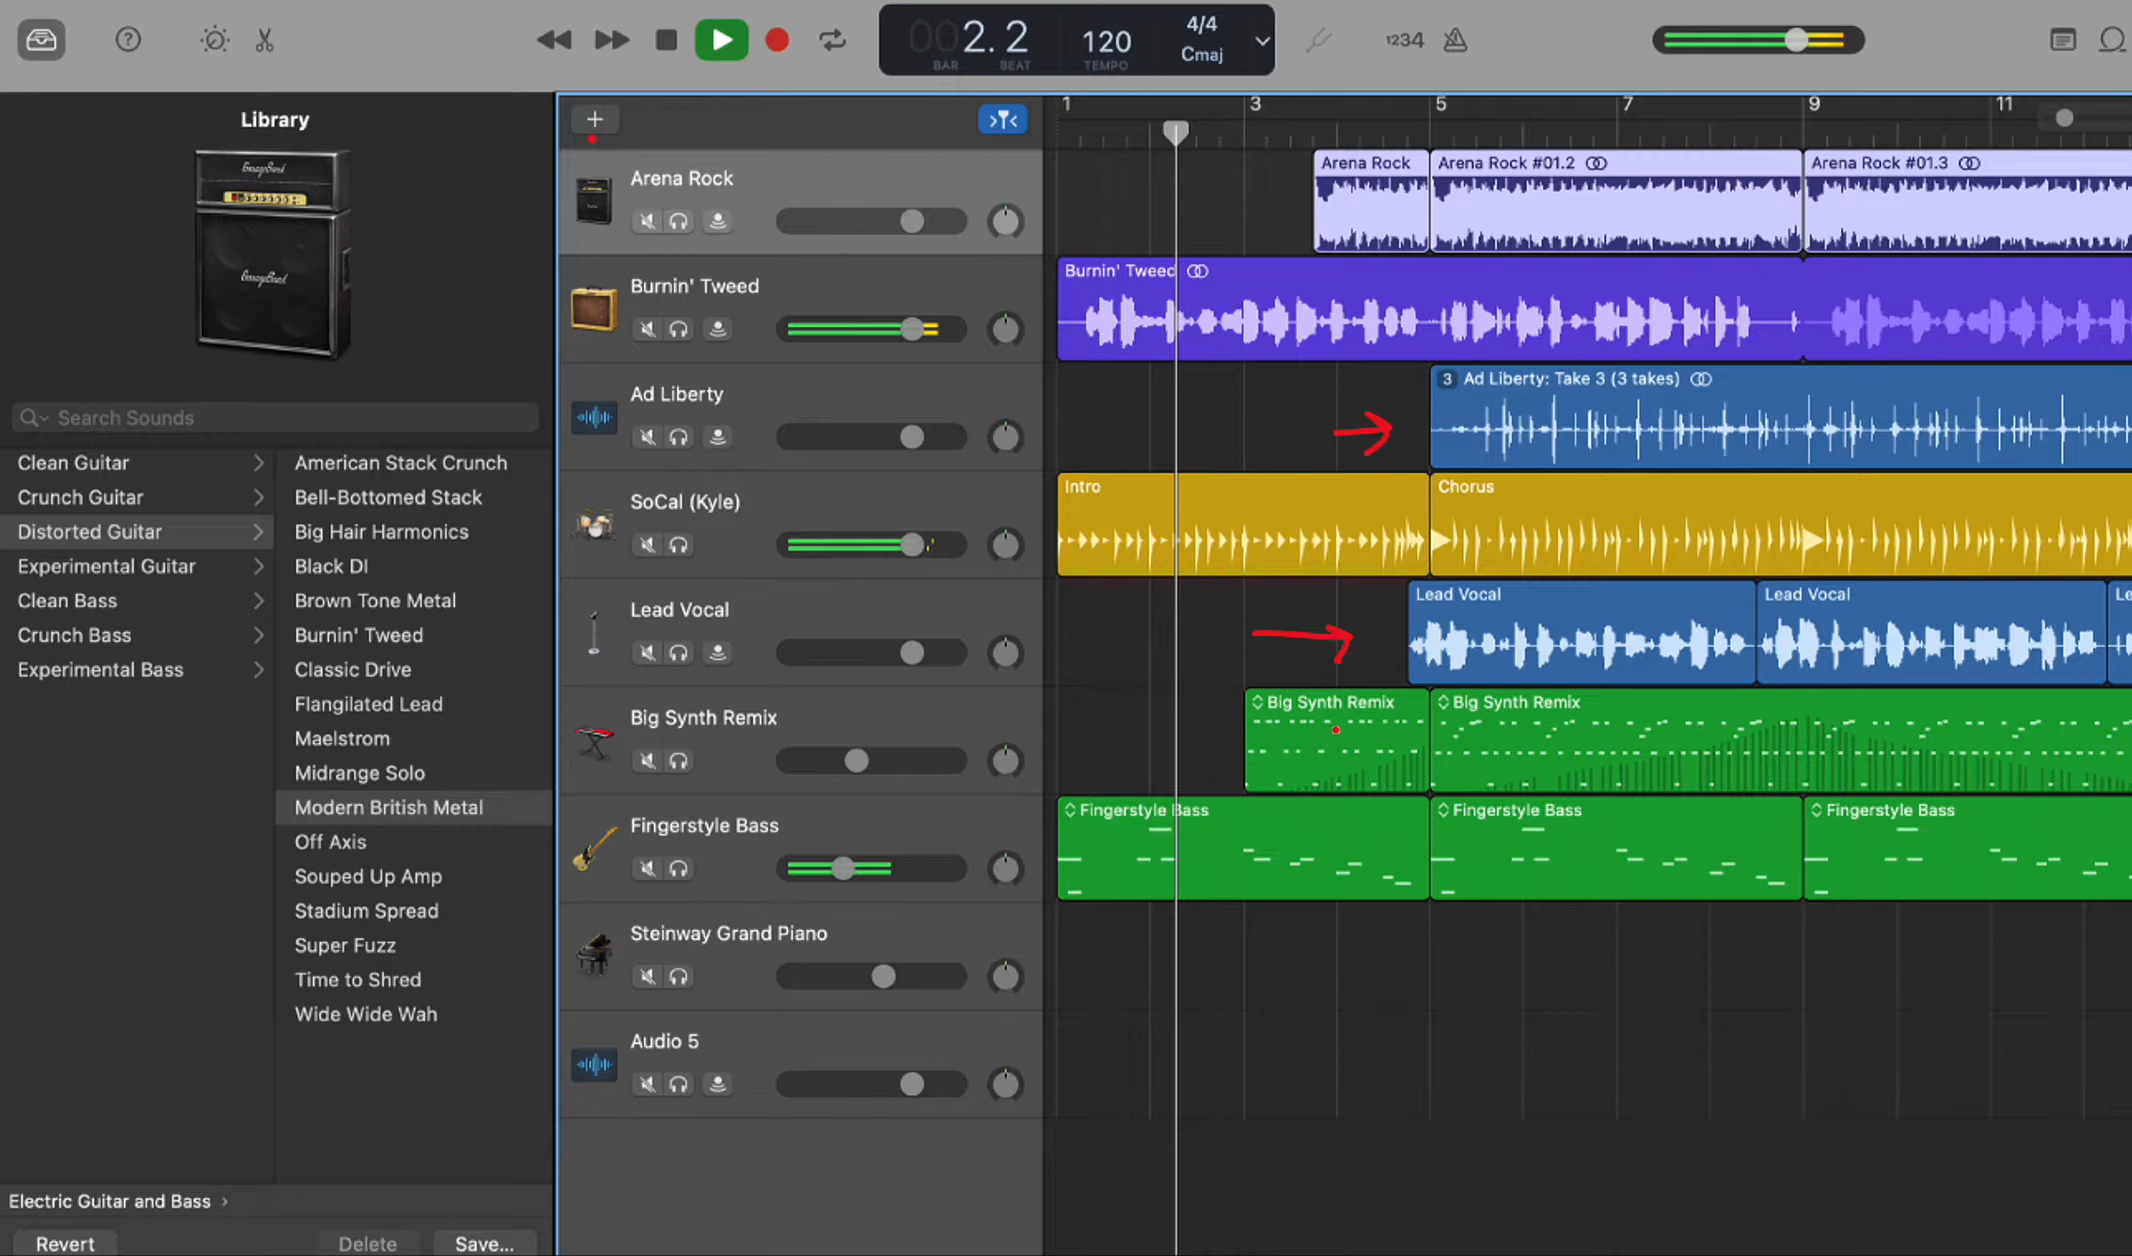 002. 2
BAR
BEAT
120
TEMPO
4/4
Cmaj
1234
Library
GarageBand
GarageBand
Search Sounds
Clean Guitar
Crunch Guitar
Distorted Guitar
Experimental Guitar
Clean Bass
Crunch Bass
Experimental Bass
American Stack Crunch
Bell-Bottomed Stack
Big Hair Harmonics
Black DI
Brown Tone Metal
Burnin' Tweed
Classic Drive
Flangilated Lead
Maelstrom
Midrange Solo
Modern British Metal
Off Axis
Souped Up Amp
Stadium Spread
Super Fuzz
Time to Shred
Wide Wide Wah
Electric Guitar and Bass
Revert
Delete
Save...
1 3 5 7 9 11
Arena Rock
Arena Rock
Arena Rock #01.2
Arena Rock #01.3
Burnin' Tweed
Burnin' Tweed
Ad Liberty
3 Ad Liberty: Take 3 (3 takes)
SoCal (Kyle)
Intro
Chorus
Lead Vocal
Lead Vocal
Lead Vocal
Le
Big Synth Remix
Big Synth Remix
Big Synth Remix
Fingerstyle Bass
Fingerstyle Bass
Fingerstyle Bass
Fingerstyle Bass
Steinway Grand Piano
Audio 5